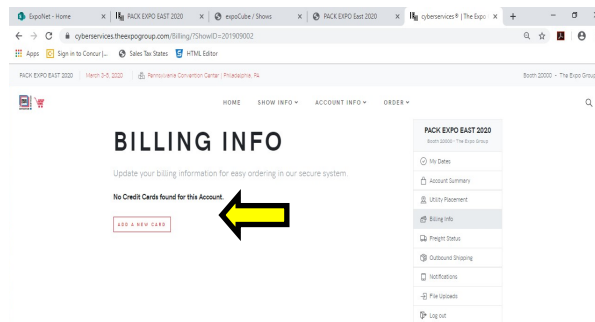 ExpoNet - Home
PACK EXPO EAST 2020
expoCube / Shows
PACK EXPO East 2020
cyberservices® | The Expo
cyberservices.theexpogroup.com/Billing/?ShowID=201909002
Apps Sign in to Concur |... Sales Tax States HTML Editor
PACK EXPO EAST 2020 March 3-5, 2020 Pennsylvania Convention Center | Philadelphia, PA Booth 20000 - The Expo Group
HOME SHOW INFO ACCOUNT INFO ORDER
BILLING INFO
Update your billing information for easy ordering in our secure system.
No Credit Cards found for this Account.
ADD A NEW CARD
PACK EXPO EAST 2020
Booth 20000 - The Expo Group
My Dates
Account Summary
Utility Placement
Billing Info
Freight Status
Outbound Shipping
Notifications
File Uploads
Log out